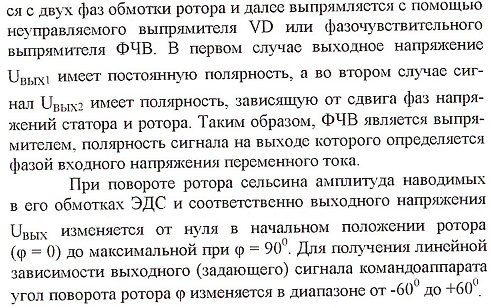 ся с двух фаз обмотки ротора и далее выпрямляется с помощью
неуправляемого выпрямителя VD или фазочувствительного
выпрямителя ФЧВ. В первом случае выходное напряжение
Uвых1 имеет постоянную полярность, а во втором случае сиг-
нал Uвых2 имеет полярность, зависящую от сдвига фаз напря-
жений статора и ротора. Таким образом, ФЧВ является выпря-
мителем, полярность сигнала на выходе которого определяется
фазой входного напряжения переменного тока.
При повороте ротора сельсина амплитуда наводимых
в его обмотках ЭДС и соответственно выходного напряжения
Uвых изменяется от нуля в начальном положении ротора
(φ = 0) до максимальной при φ = 90⁰. Для получения линейной
зависимости выходного (задающего) сигнала командоаппарата
угол поворота ротора φ изменяется в диапазоне от -60⁰ до +60⁰.